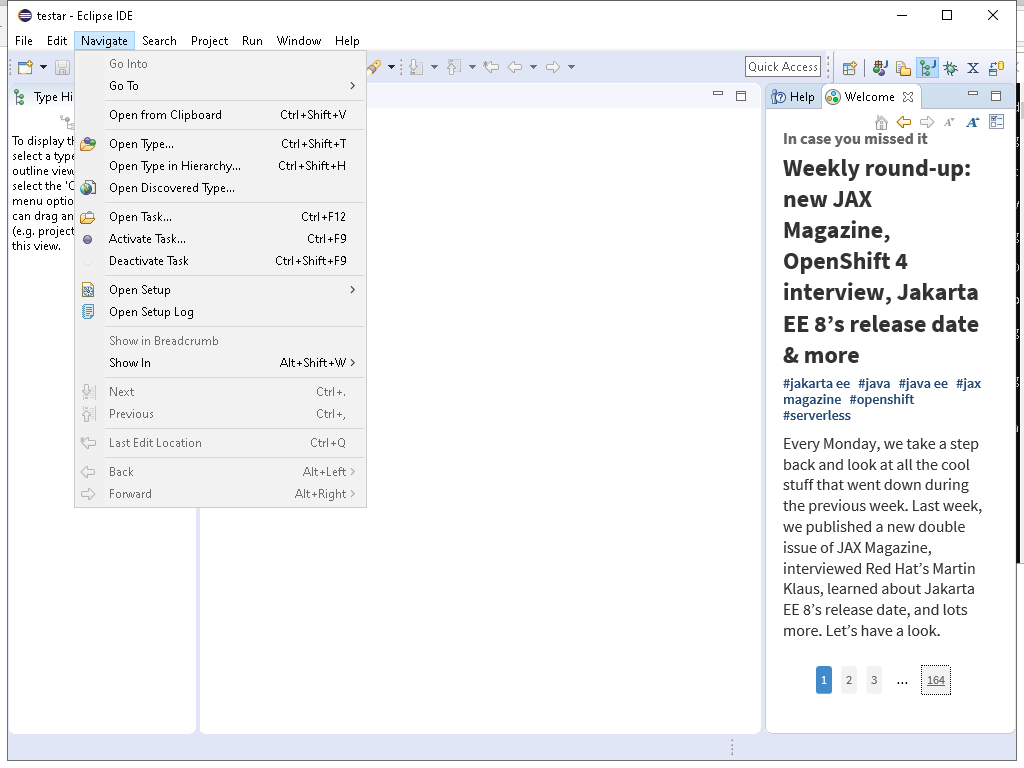 testar - Eclipse IDE
File Edit Navigate Search Project Run Window Help
Quick Access
Go Into
Go To
Open from Clipboard Ctrl+Shift+V
Open Type... Ctrl+Shift+T
Open Type in Hierarchy... Ctrl+Shift+H
Open Discovered Type...
Open Task... Ctrl+F12
Activate Task... Ctrl+F9
Deactivate Task Ctrl+Shift+F9
Open Setup
Open Setup Log
Show in Breadcrumb
Show In Alt+Shift+W
Next Ctrl+.
Previous Ctrl+,
Last Edit Location Ctrl+Q
Back Alt+Left
Forward Alt+Right
Type Hi
To display th
select a type
outline view
select the 'O
menu optio
can drag an
(e.g. project
this view.
Help Welcome
In case you missed it
Weekly round-up:
new JAX
Magazine,
OpenShift 4
interview, Jakarta
EE 8’s release date
& more
#jakarta ee #java #java ee #jax
magazine #openshift
#serverless
Every Monday, we take a step
back and look at all the cool
stuff that went down during
the previous week. Last week,
we published a new double
issue of JAX Magazine,
interviewed Red Hat’s Martin
Klaus, learned about Jakarta
EE 8’s release date, and lots
more. Let’s have a look.
1 2 3 ... 164